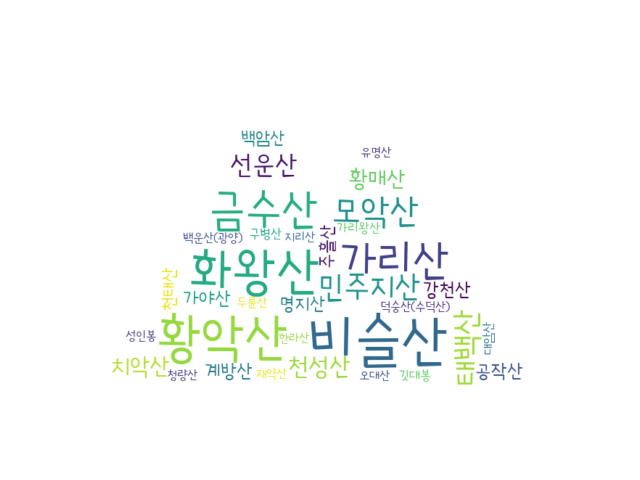 백암산
유명산
선운산
황매산
금수산
모악산
백운산(광양)
구병산
지리산
주흘산
가리왕산
화왕산
가리산
천태산
가야산
두륜산
명지산
민주지산
강천산
덕숭산(수덕산)
성인봉
황악산
한라산
비슬산
태백산
대암산
치악산
청량산
계방산
재약산
천성산
오대산
깃대봉
공작산